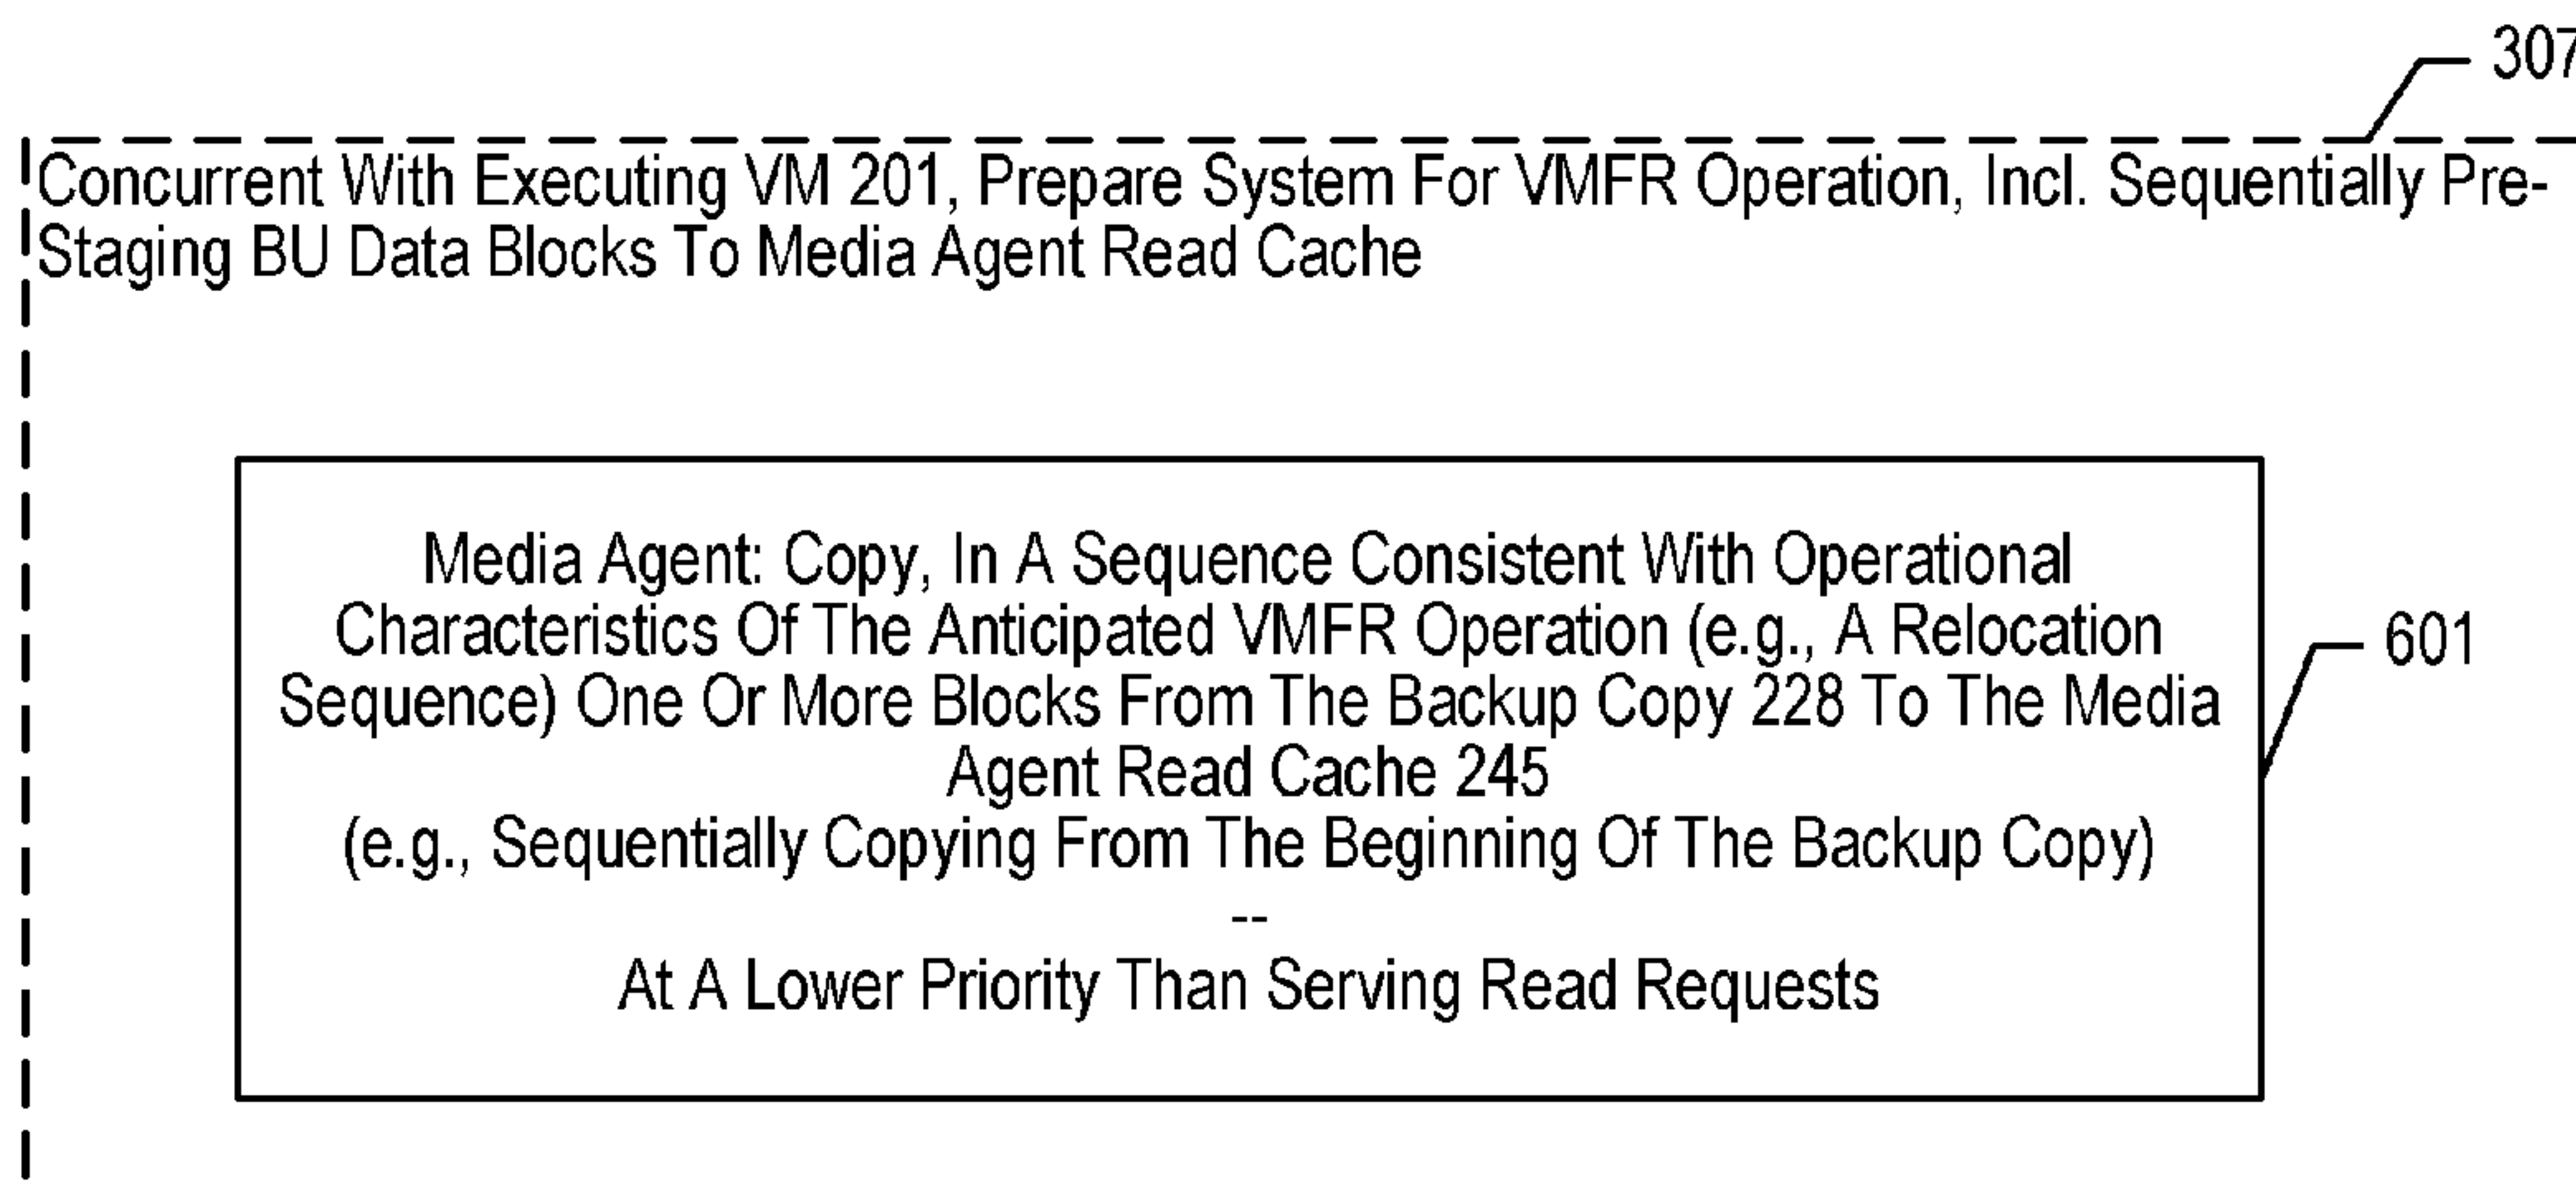 307
Concurrent With Executing VM 201, Prepare System For VMFR Operation, Incl. Sequentially Pre-
Staging BU Data Blocks To Media Agent Read Cache
Media Agent: Copy, In A Sequence Consistent With Operational
Characteristics Of The Anticipated VMFR Operation (e.g., A Relocation
Sequence) One Or More Blocks From The Backup Copy 228 To The Media
Agent Read Cache 245
(e.g., Sequentially Copying From The Beginning Of The Backup Copy)
--
At A Lower Priority Than Serving Read Requests
601